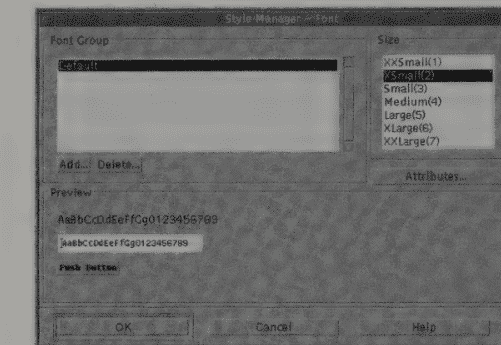 Style Manager - Font
Font Group
Default
Add... Delete...
Size
XXSmall(1)
XSmall(2)
Small(3)
Medium(4)
Large(5)
XLarge(6)
XXLarge(7)
Attributes...
Preview
AaBbCcDdEeFfGg0123456789
AaBbCcDdEeFfGg0123456789
Push Button
OK Cancel Help